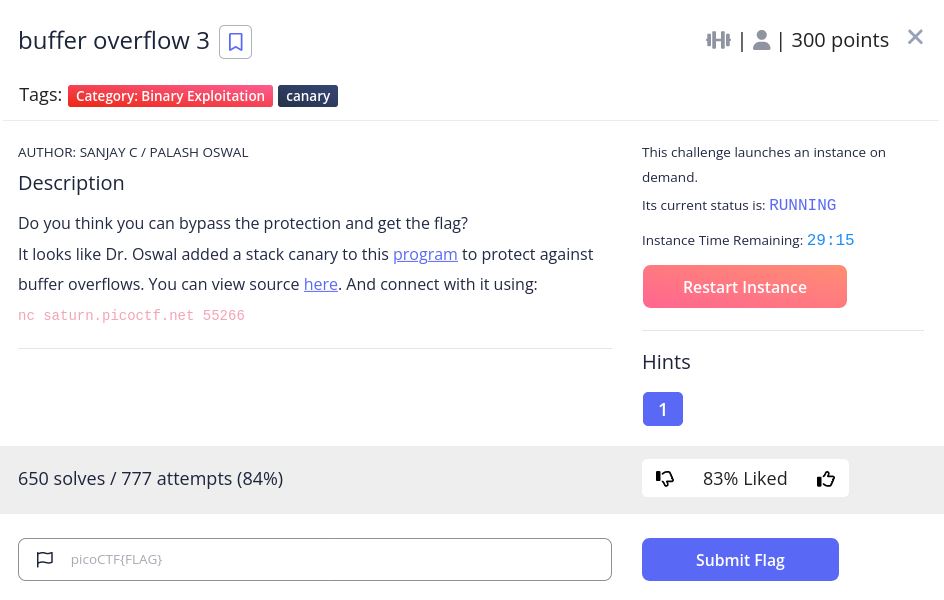 buffer overflow 3
| | 300 points
Tags: Category: Binary Exploitation canary
AUTHOR: SANJAY C / PALASH OSWAL
Description
Do you think you can bypass the protection and get the flag?
It looks like Dr. Oswal added a stack canary to this program to protect against
buffer overflows. You can view source here. And connect with it using:
nc saturn.picoctf.net 55266
This challenge launches an instance on
demand.
Its current status is: RUNNING
Instance Time Remaining: 29:15
Restart Instance
Hints
1
650 solves / 777 attempts (84%)
83% Liked
picoCTF{FLAG}
Submit Flag